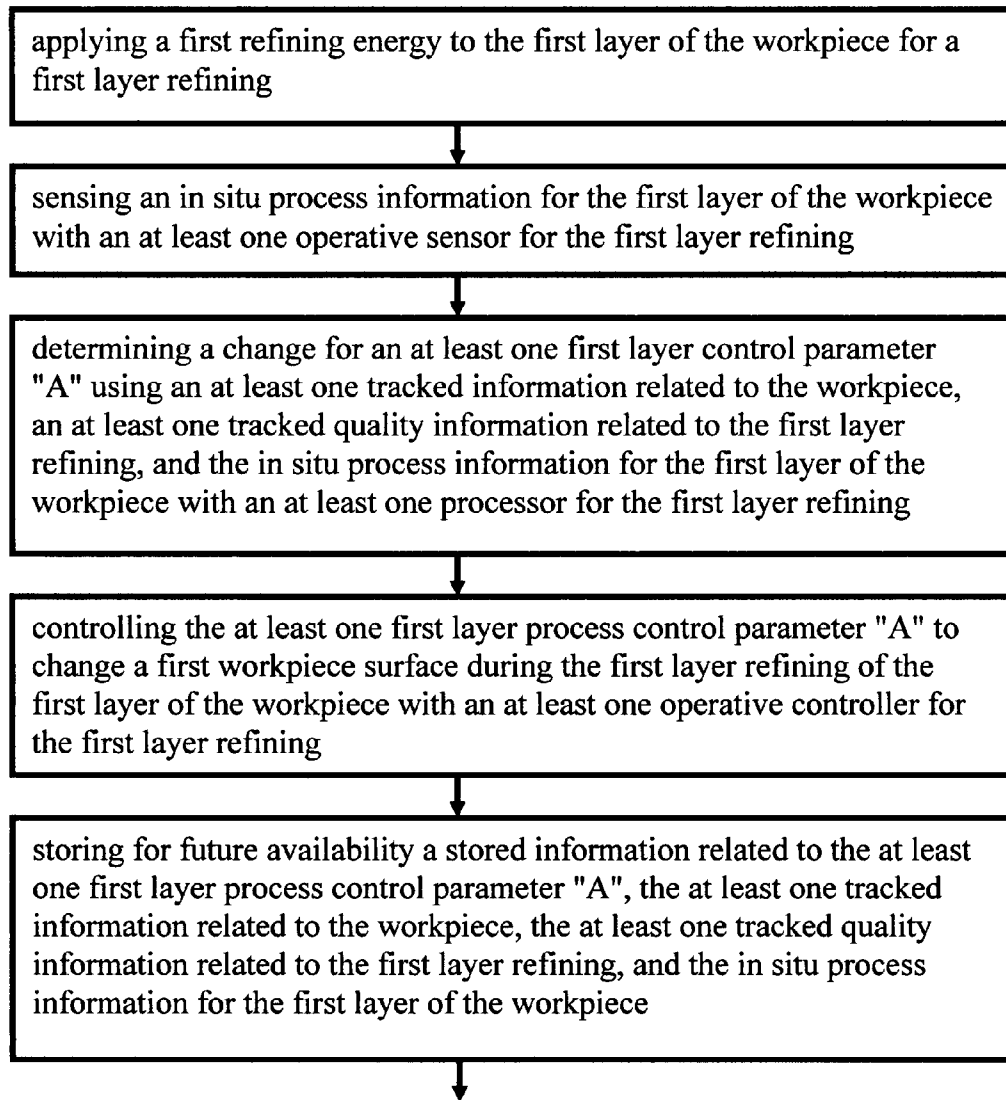 applying a first refining energy to the first layer of the workpiece for a
first layer refining
sensing an in situ process information for the first layer of the workpiece
with an at least one operative sensor for the first layer refining
determining a change for an at least one first layer control parameter
"A" using an at least one tracked information related to the workpiece,
an at least one tracked quality information related to the first layer
refining, and the in situ process information for the first layer of the
workpiece with an at least one processor for the first layer refining
controlling the at least one first layer process control parameter "A" to
change a first workpiece surface during the first layer refining of the
first layer of the workpiece with an at least one operative controller for
the first layer refining
storing for future availability a stored information related to the at least
one first layer process control parameter "A", the at least one tracked
information related to the workpiece, the at least one tracked quality
information related to the first layer refining, and the in situ process
information for the first layer of the workpiece